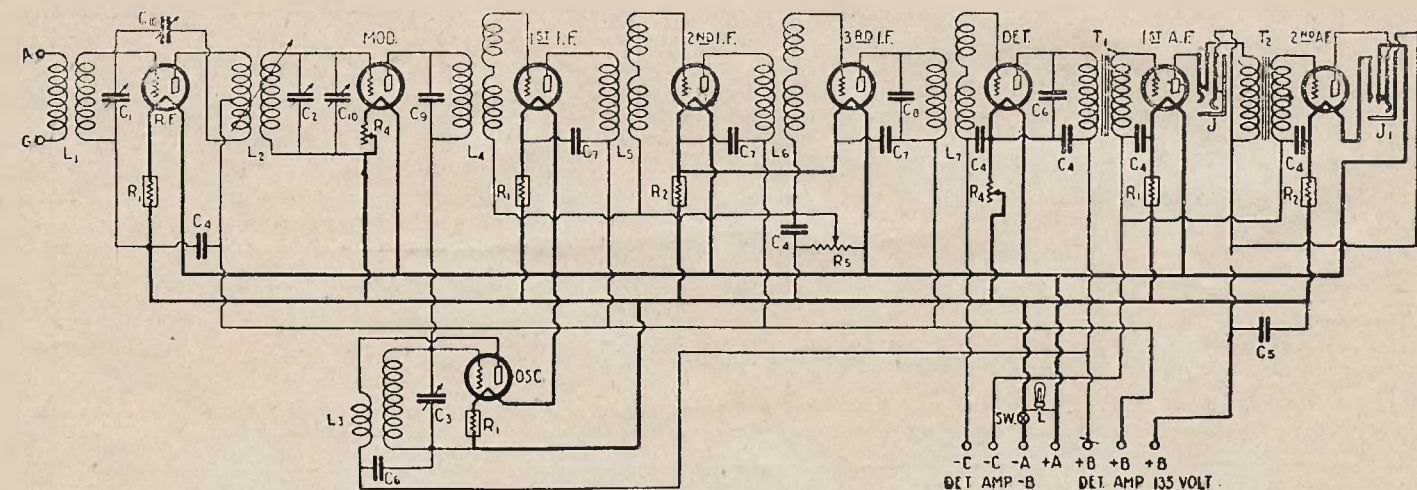 C10
MOD.
1ST I.F.
2ND I.F.
3RD I.F.
DET.
T1
1ST A.F.
T2
2ND A.F.
A
G
C1
R.F.
C2
C10
R4
C9
C7
C7
C8
C7
C4
C6
C4
C4
J
C4
J1
L1
L2
L4
L5
L6
L7
R1
R1
R2
R4
R1
R2
C4
C4
R5
OSC.
C5
L3
C3
R1
SW.
L
C6
-C -C -A +A +B +B +B
DET AMP -B DET. AMP 135 VOLT.